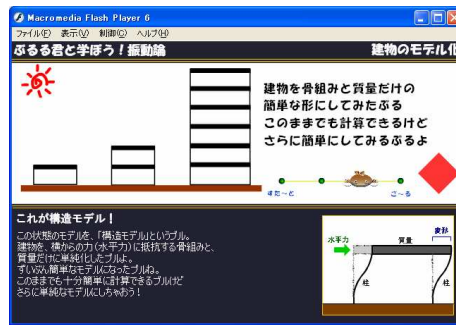 Macromedia Flash Player 6
ファイル(F) 表示(V) 制御(C) ヘルプ(H)
ぶるる君と学ぼう！振動論
建物のモデル化
建物を骨組みと質量だけの
簡単な形にしてみたぶる
このままでも計算できるけど
さらに簡単にしてみるぶるよ
すた～と
ご～る
これが構造モデル！
この状態のモデルを、「構造モデル」というブル。
建物を、横からの力(水平力)に抵抗する骨組みと、
質量だけに単純化したブルよ。
ずいぶん簡単なモデルになったブルね。
このままでも十分簡単に計算できるブルけど
さらに単純なモデルにしちゃおう！
水平力
質量
変形
柱
柱